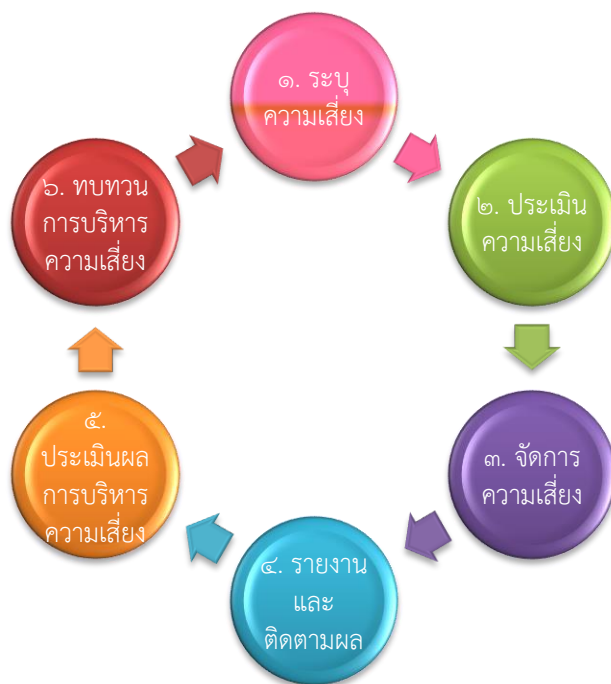 ๑. ระบุ
ความเสี่ยง
๒. ประเมิน
ความเสี่ยง
๓. จัดการ
ความเสี่ยง
๔. รายงาน
และ
ติดตามผล
๕.
ประเมินผล
การบริหาร
ความเสี่ยง
๖. ทบทวน
การบริหาร
ความเสี่ยง